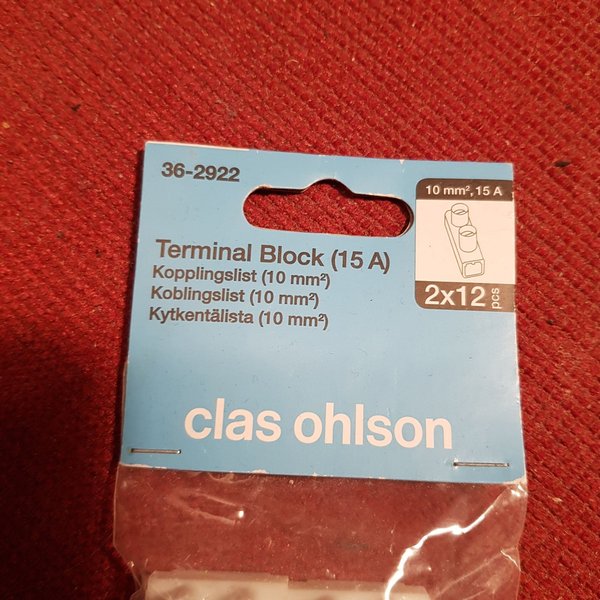 36-2922
10 mm², 15 A
Terminal Block (15 A)
Kopplingslist (10 mm²)
Koblingslist (10 mm²)
Kytkentälista (10 mm²)
2x12 pcs
clas ohlson